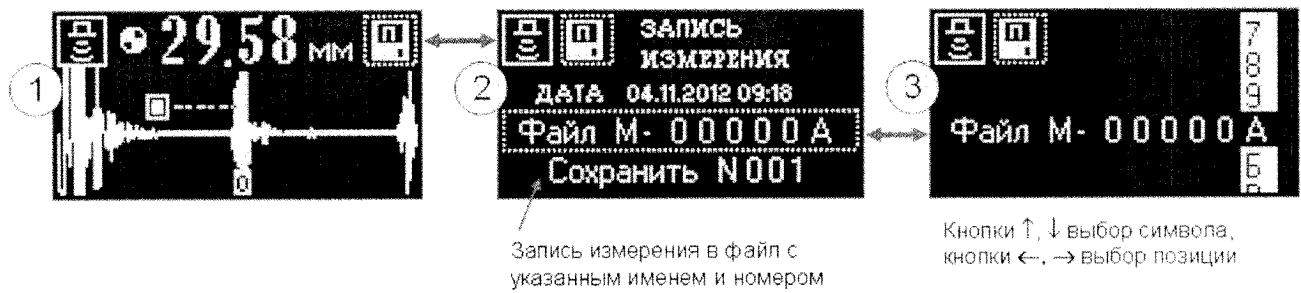 1
29.58 мм
0
2
ЗАПИСЬ
ИЗМЕРЕНИЯ
ДАТА 04.11.2012 09:18
Файл М- 00000А
Сохранить N001
Запись измерения в файл с
указанным именем и номером
3
7
8
9
Файл М- 00000А
Б
Кнопки ↑, ↓ выбор символа,
кнопки ←, → выбор позиции